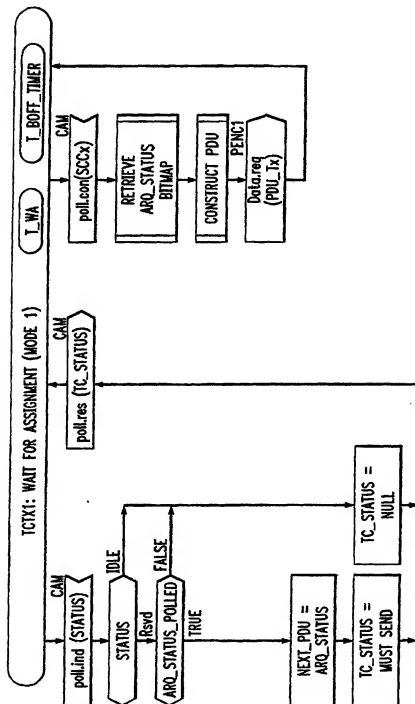 TCTX1: WAIT FOR ASSIGNMENT (MODE 1)
T_WA
T_BOFF_TIMER
CAM
poll.ind (STATUS)
STATUS
IDLE
Rsvd
ARQ_STATUS_POLLED
FALSE
TRUE
NEXT_PDU =
ARQ_STATUS
TC_STATUS =
MUST SEND
TC_STATUS =
NULL
CAM
poll.res (TC_STATUS)
CAM
poll.con(SCCx)
RETRIEVE
ARQ_STATUS
BITMAP
CONSTRUCT PDU
PENC1
Data.req
(PDU_Tx)